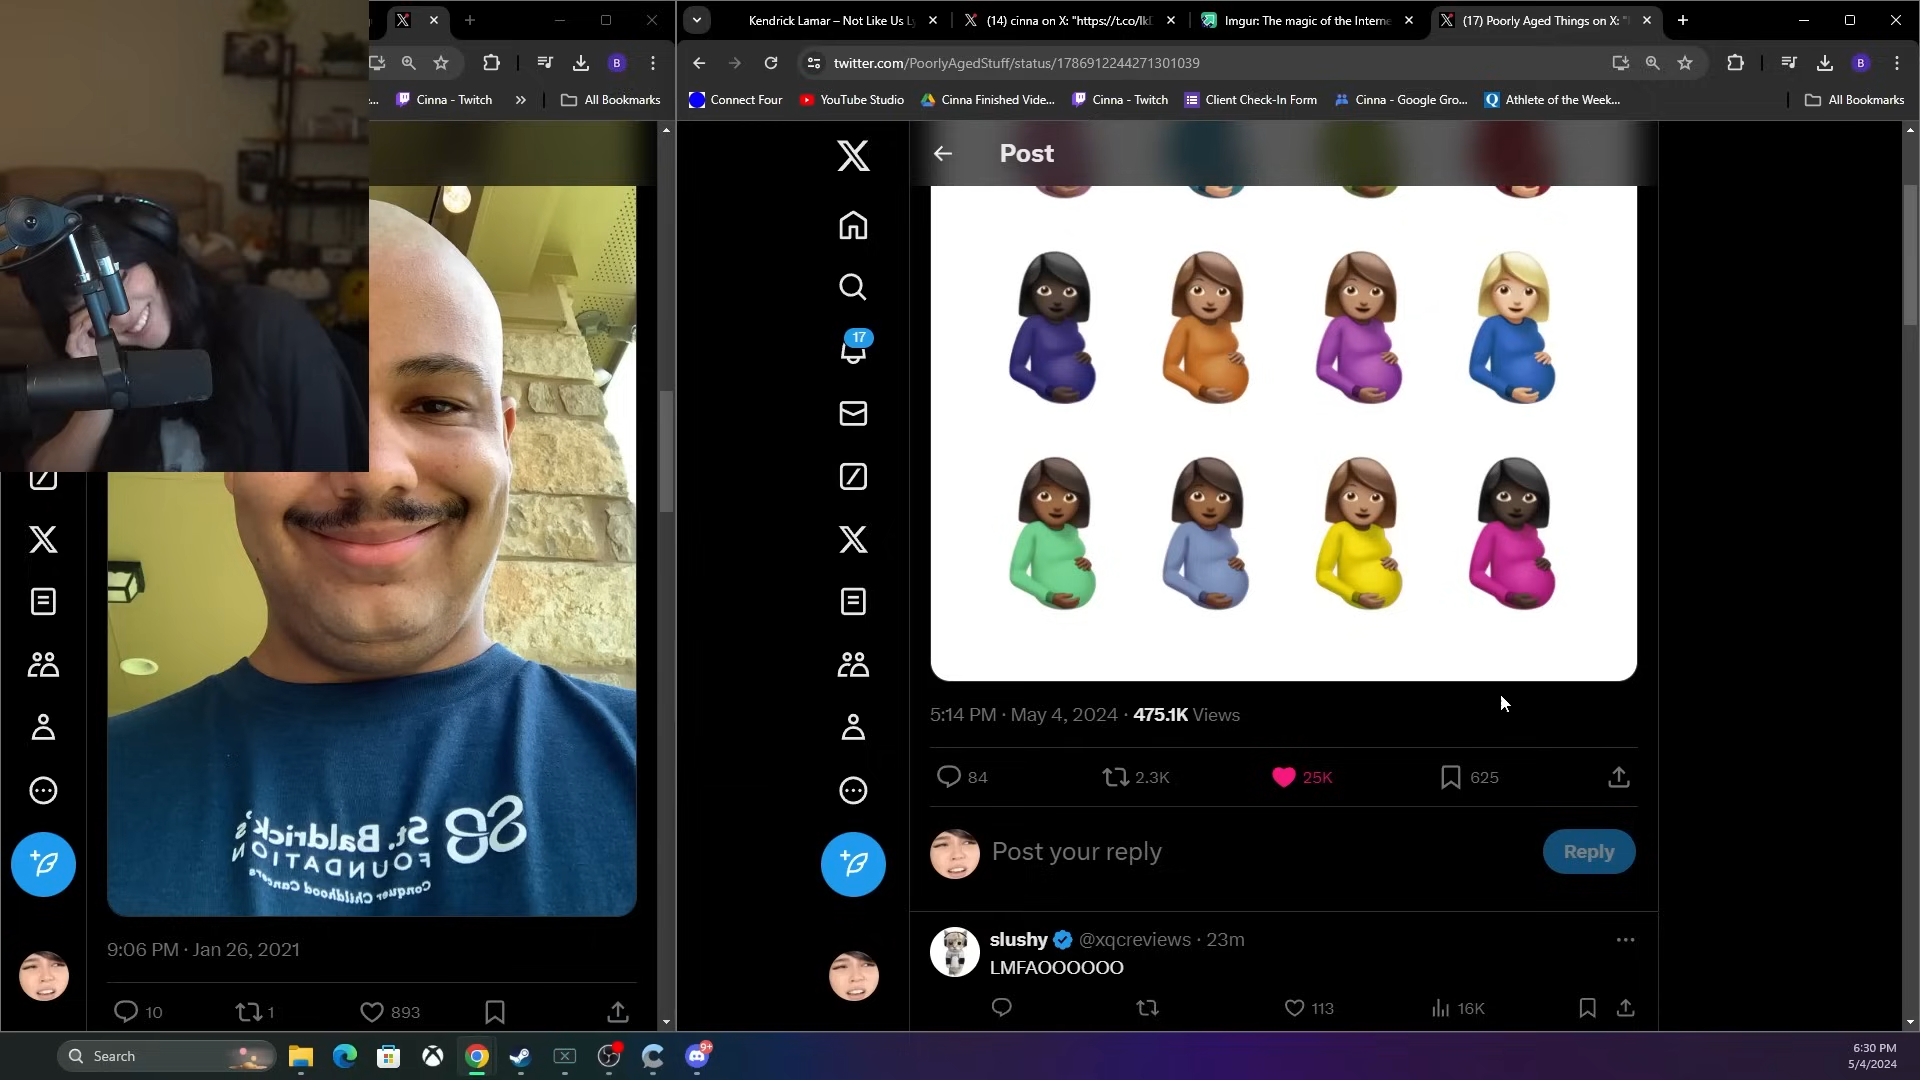 Kendrick Lamar – Not Like Us L
(14) cinna on X: "https://t.co/lkl
Imgur: The magic of the Interne
(17) Poorly Aged Things on X: "
B
twitter.com/PoorlyAgedStuff/status/1786912244271301039
B
e...
Cinna - Twitch
»
All Bookmarks
Connect Four
YouTube Studio
Cinna Finished Vide...
Cinna - Twitch
Client Check-In Form
Cinna - Google Gro...
Athlete of the Week...
All Bookmarks
Post
17
5:14 PM · May 4, 2024 · 475.1K Views
84
2.3K
25K
625
Post your reply
Reply
slushy @xqcreviews · 23m
LMFAOOOOOO
113
16K
St. Baldrick's
FOUNDATION
Conquer Childhood Cancers
9:06 PM · Jan 26, 2021
10
1
893
Search
9+
6:30 PM
5/4/2024